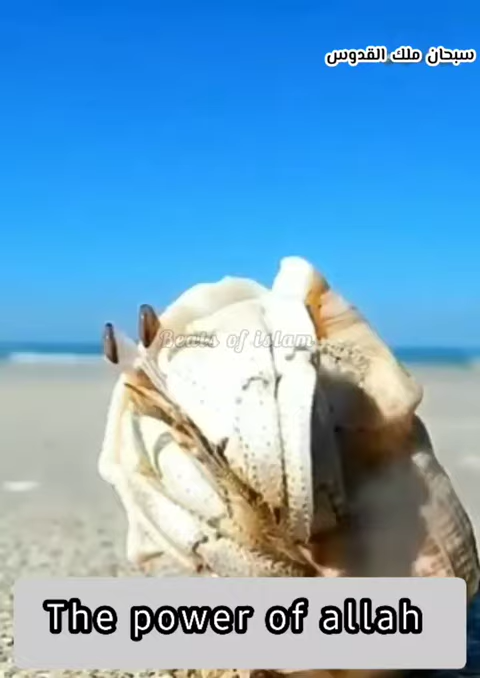 سبحان ملك القدوس
Beats of islam
The power of allah